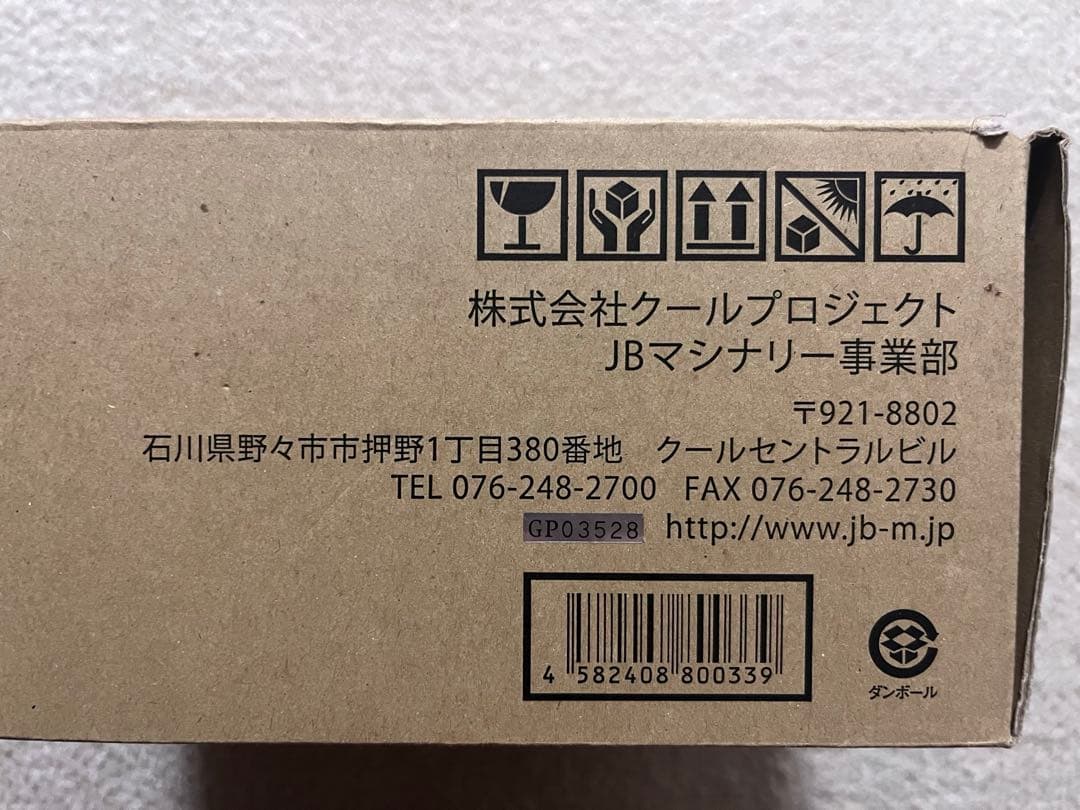 株式会社クールプロジェクト
JBマシナリー事業部
〒921-8802
石川県野々市市押野1丁目380番地　クールセントラルビル
TEL 076-248-2700 FAX 076-248-2730
GP03528 http://www.jb-m.jp
4 582408 800339
ダンボール